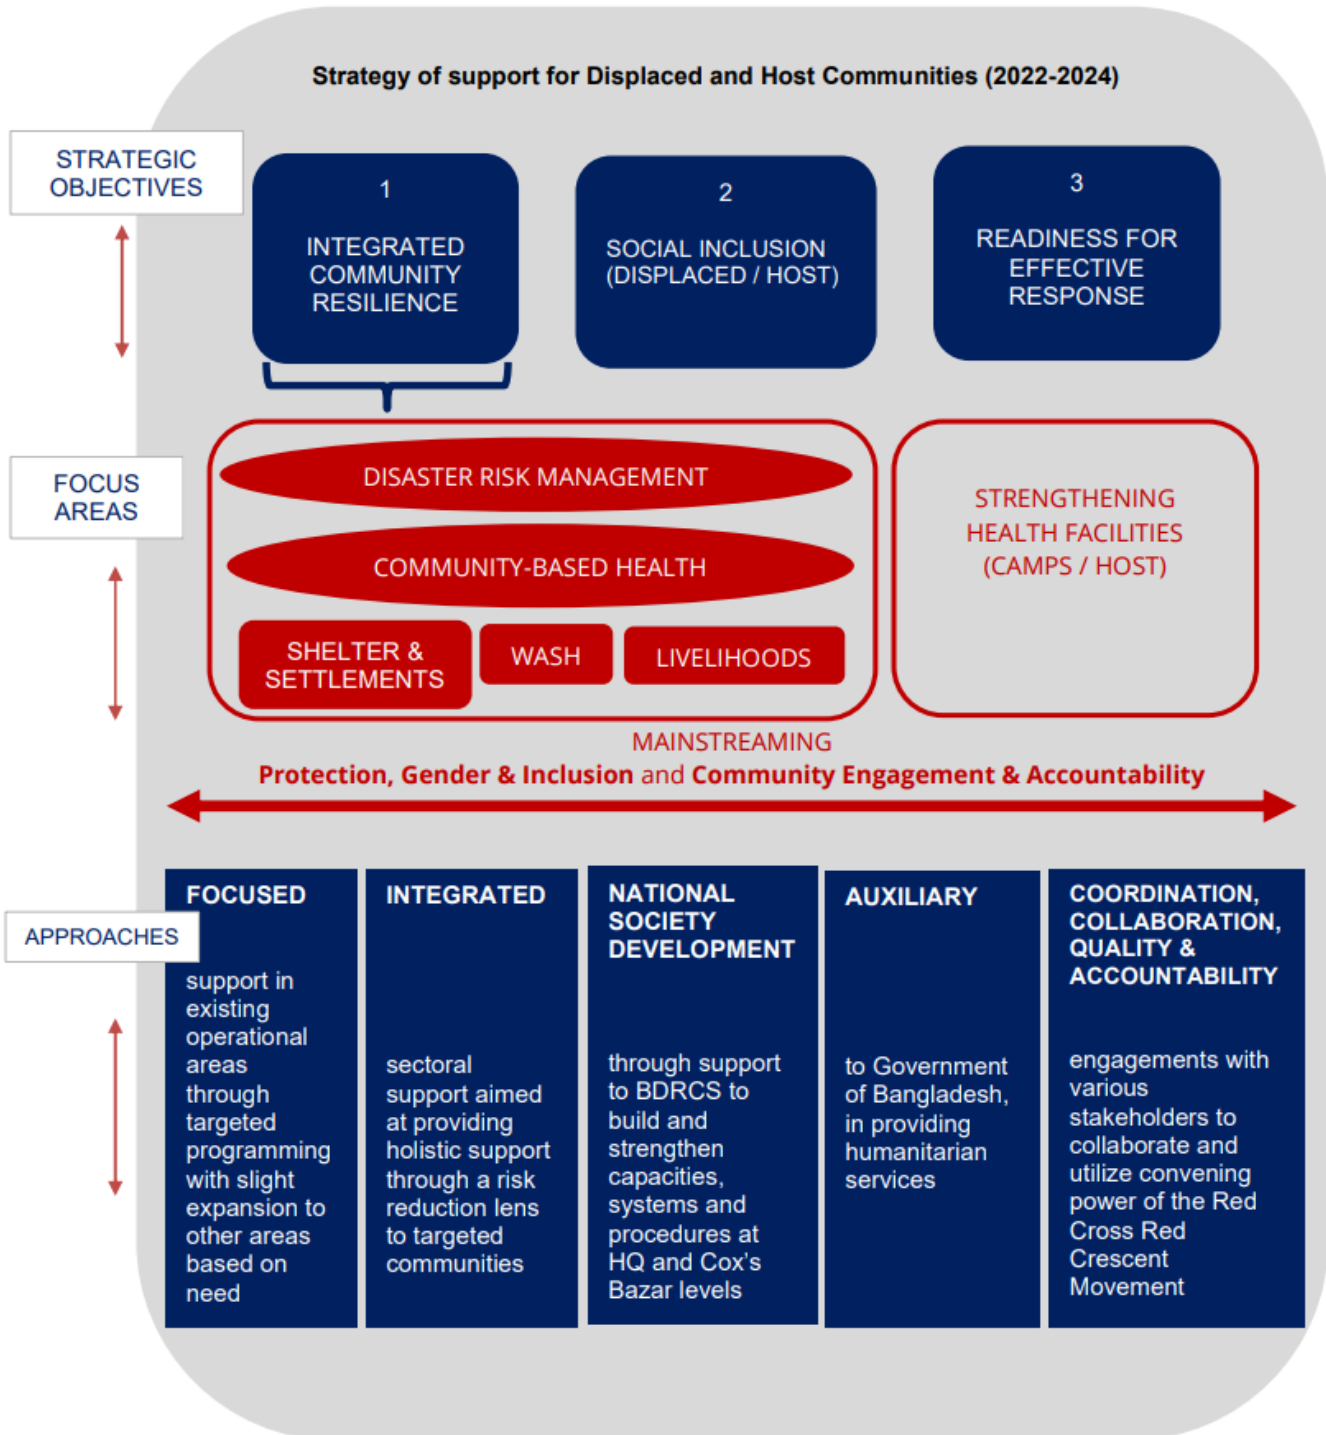 Strategy of support for Displaced and Host Communities (2022-2024)
STRATEGIC
OBJECTIVES
1
INTEGRATED
COMMUNITY
RESILIENCE
2
SOCIAL INCLUSION
(DISPLACED / HOST)
3
READINESS FOR
EFFECTIVE
RESPONSE
FOCUS
AREAS
DISASTER RISK MANAGEMENT
COMMUNITY-BASED HEALTH
SHELTER &
SETTLEMENTS
WASH
LIVELIHOODS
STRENGTHENING
HEALTH FACILITIES
(CAMPS / HOST)
MAINSTREAMING
Protection, Gender & Inclusion and Community Engagement & Accountability
APPROACHES
FOCUSED
support in
existing
operational
areas
through
targeted
programming
with slight
expansion to
other areas
based on
need
INTEGRATED
sectoral
support aimed
at providing
holistic support
through a risk
reduction lens
to targeted
communities
NATIONAL
SOCIETY
DEVELOPMENT
through support
to BDRCS to
build and
strengthen
capacities,
systems and
procedures at
HQ and Cox's
Bazar levels
AUXILIARY
to Government
of Bangladesh,
in providing
humanitarian
services
COORDINATION,
COLLABORATION,
QUALITY &
ACCOUNTABILITY
engagements with
various
stakeholders to
collaborate and
utilize convening
power of the Red
Cross Red
Crescent
Movement